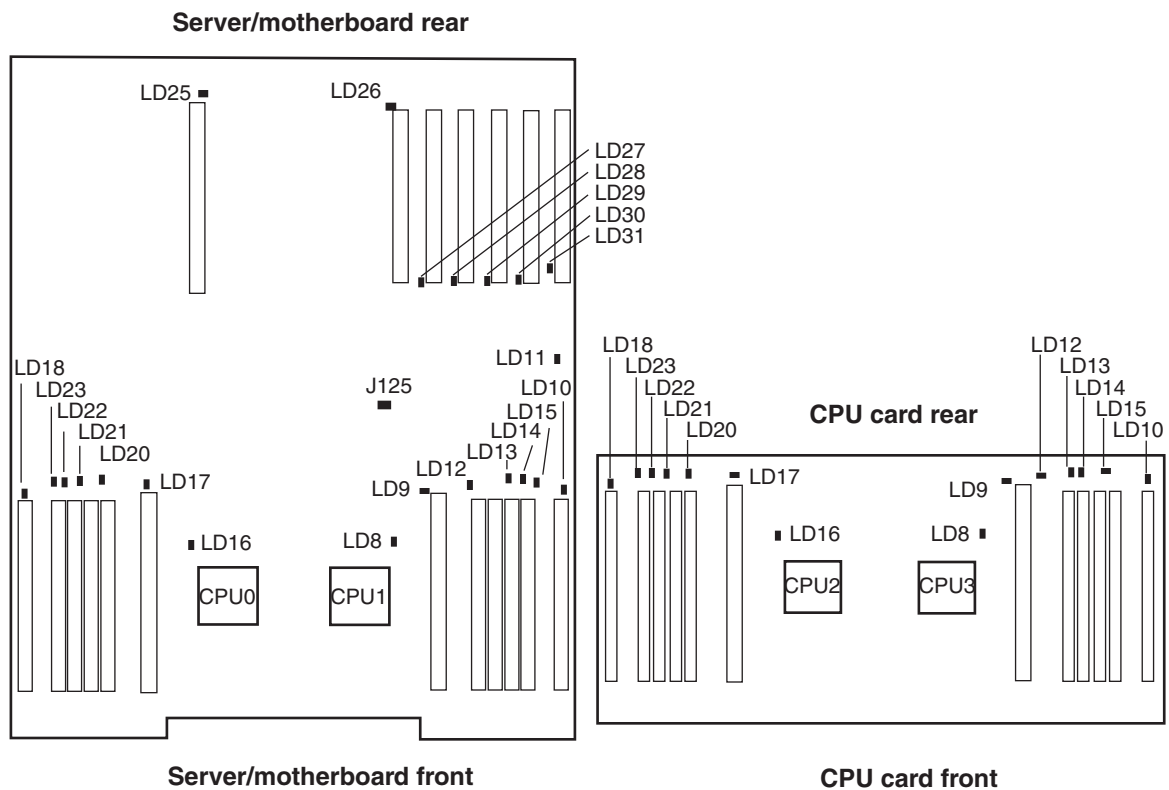 Server/motherboard rear
LD25
LD26
LD27
LD28
LD29
LD30
LD31
LD18
LD23
LD22
LD21
LD20
LD17
LD16
CPU0
J125
LD11
LD10
LD15
LD14
LD13
LD12
LD9
LD8
CPU1
Server/motherboard front
CPU card rear
LD18
LD23
LD22
LD21
LD20
LD17
LD16
CPU2
LD12
LD13
LD14
LD15
LD10
LD9
LD8
CPU3
CPU card front